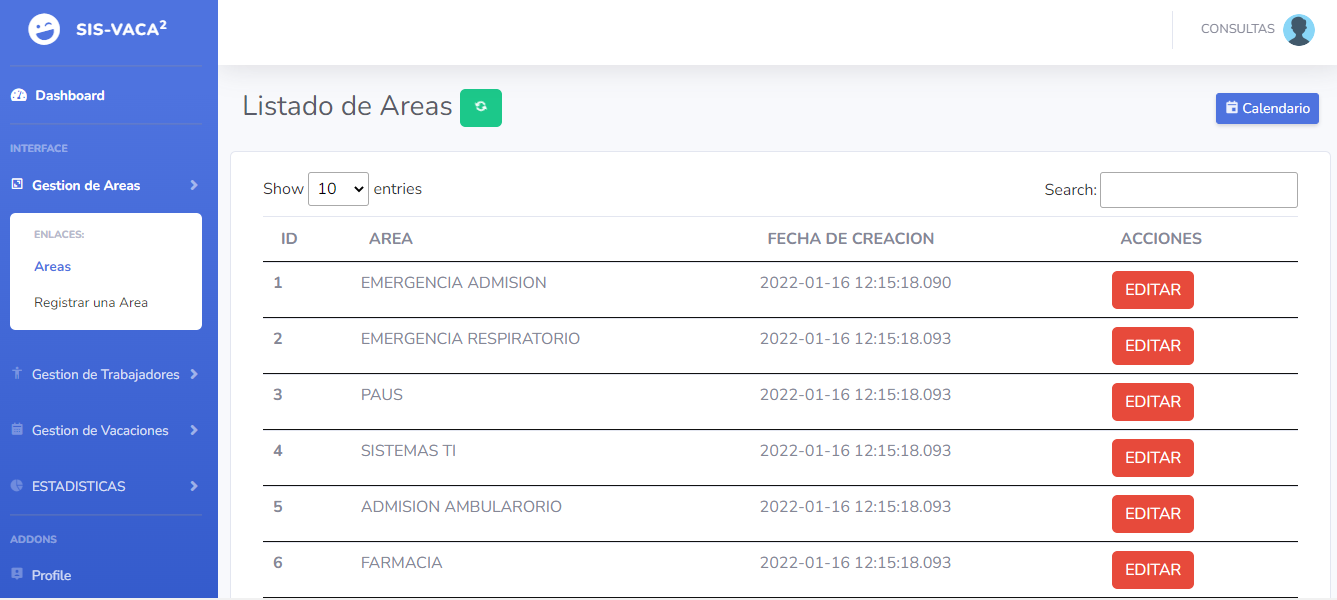 SIS-VACA2
CONSULTAS
Dashboard
INTERFACE
Gestion de Areas
ENLACES:
Areas
Registrar una Area
Gestion de Trabajadores
Gestion de Vacaciones
ESTADISTICAS
ADDONS
Profile
Listado de Areas
Calendario
Show 10 entries
Search:
ID AREA FECHA DE CREACION ACCIONES
1 EMERGENCIA ADMISION 2022-01-16 12:15:18.090 EDITAR
2 EMERGENCIA RESPIRATORIO 2022-01-16 12:15:18.093 EDITAR
3 PAUS 2022-01-16 12:15:18.093 EDITAR
4 SISTEMAS TI 2022-01-16 12:15:18.093 EDITAR
5 ADMISION AMBULARORIO 2022-01-16 12:15:18.093 EDITAR
6 FARMACIA 2022-01-16 12:15:18.093 EDITAR